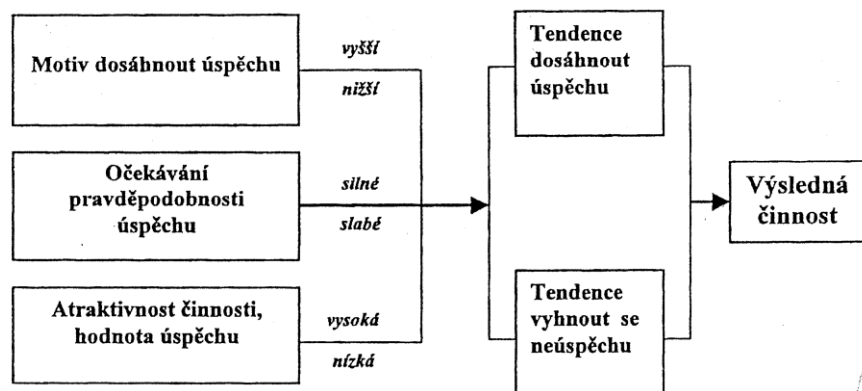 Motiv dosáhnout úspěchu
vyšší
nižší
Očekávání
pravděpodobnosti
úspěchu
silné
slabé
Atraktivnost činnosti,
hodnota úspěchu
vysoká
nízká
Tendence
dosáhnout
úspěchu
Tendence
vyhnout se
neúspěchu
Výsledná
činnost